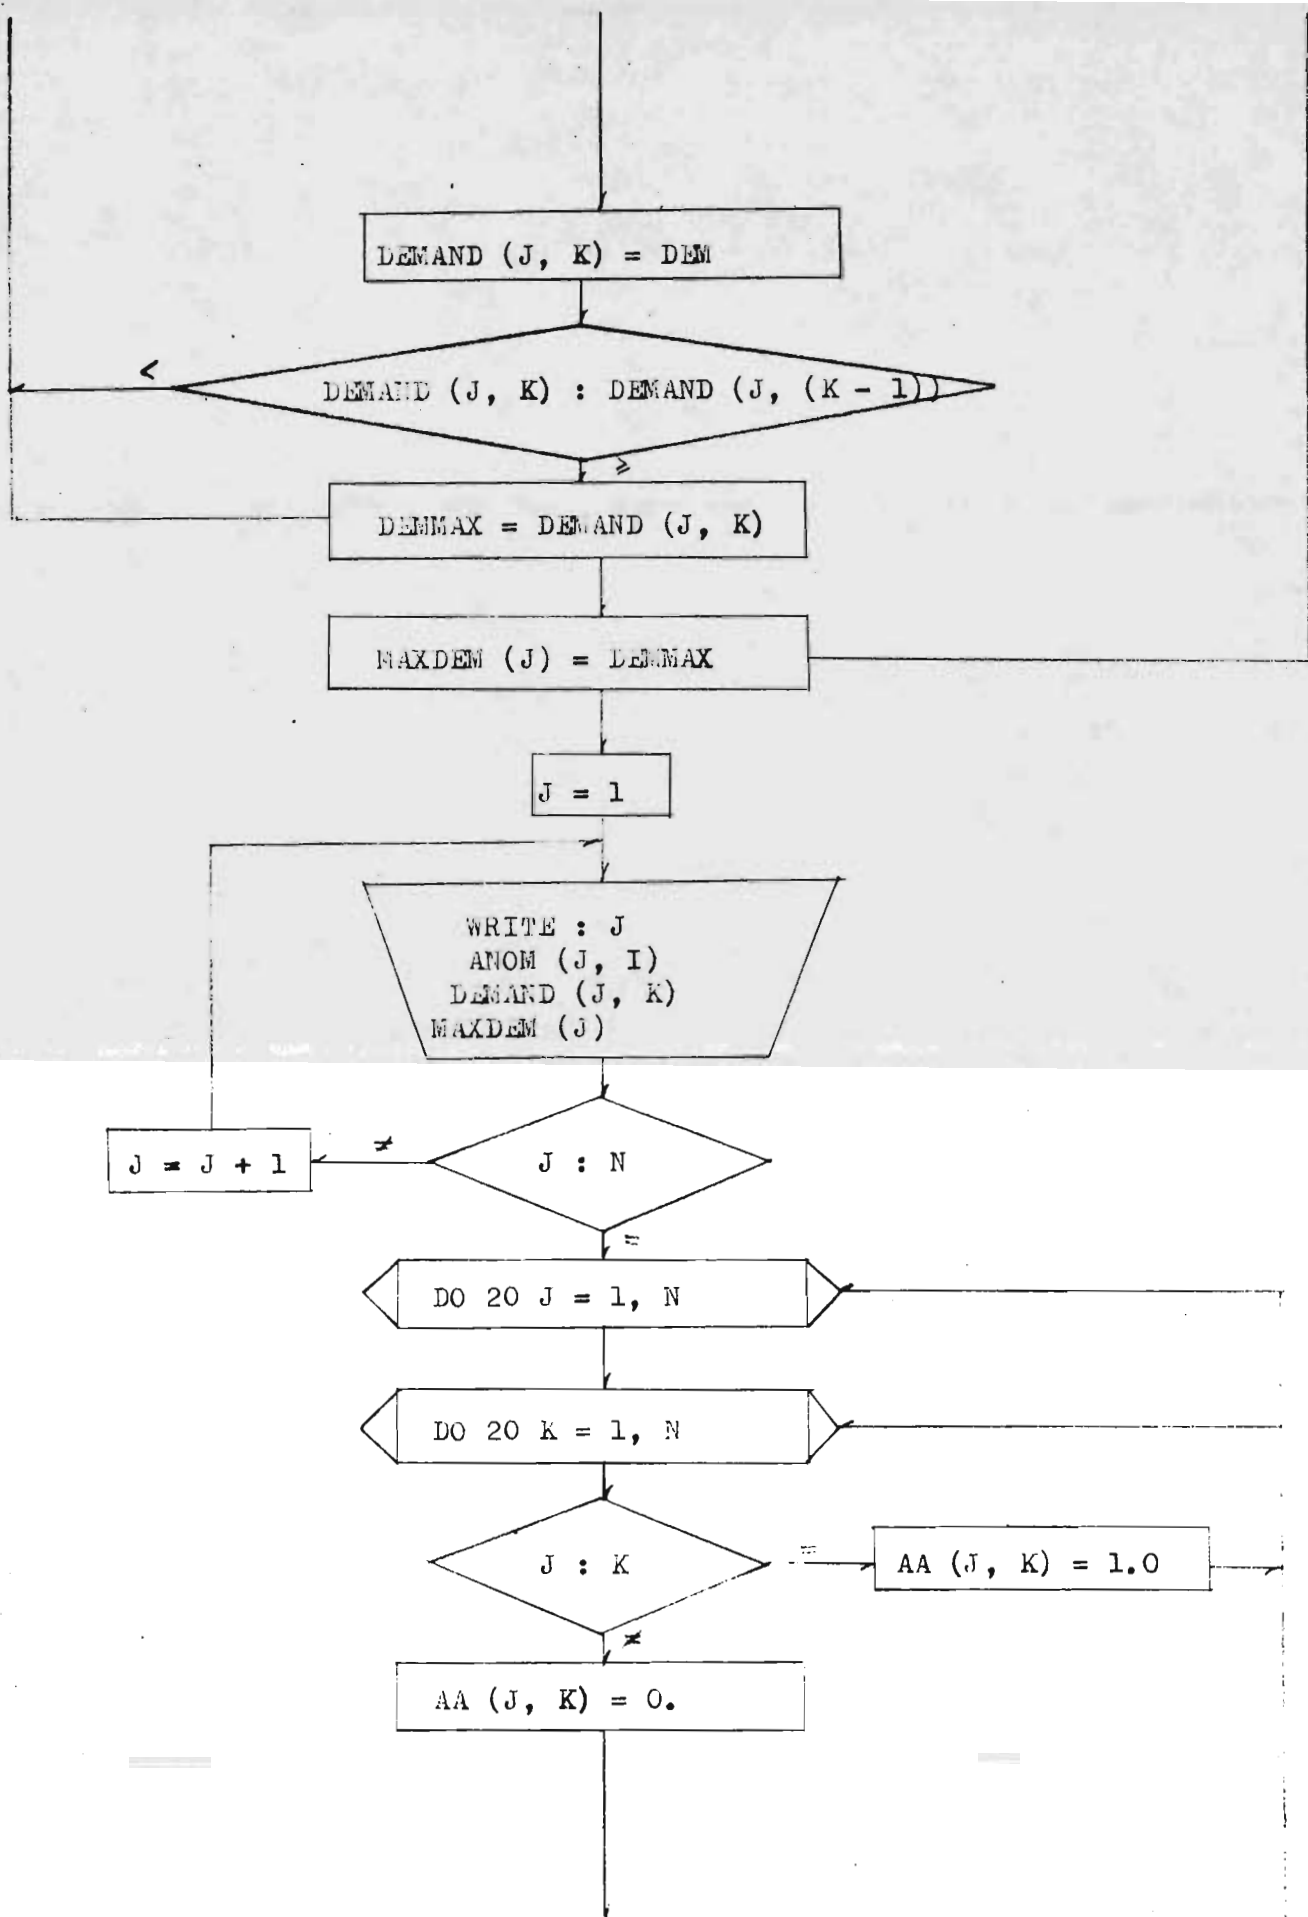 DEMAND (J, K) = DEM
<
DEMAND (J, K) : DEMAND (J, (K - 1))
≥
DEMMAX = DEMAND (J, K)
MAXDEM (J) = DEMMAX
J = 1
WRITE : J
ANOM (J, I)
DEMAND (J, K)
MAXDEM (J)
J = J + 1
≠
J : N
=
DO 20 J = 1, N
DO 20 K = 1, N
J : K
=
AA (J, K) = 1.0
≠
AA (J, K) = 0.